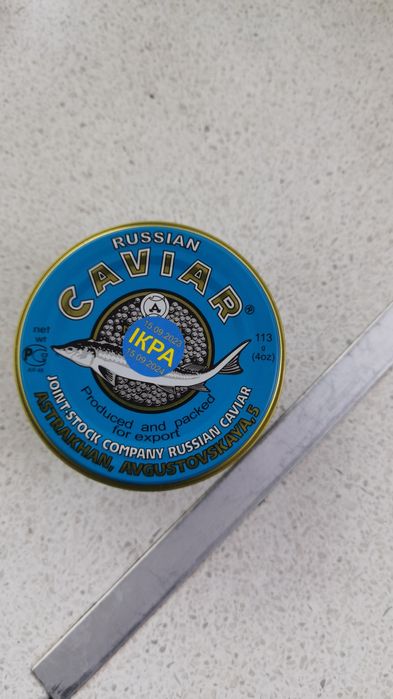 RUSSIAN
CAVIAR®
A
15.09.2023
ІКРА
15.09.2024
net
wt
113
g
(4oz)
Produced and packed
for export
JOINT-STOCK COMPANY RUSSIAN CAVIAR
ASTRAKHAN, AVGUSTOVSKAYA, 5